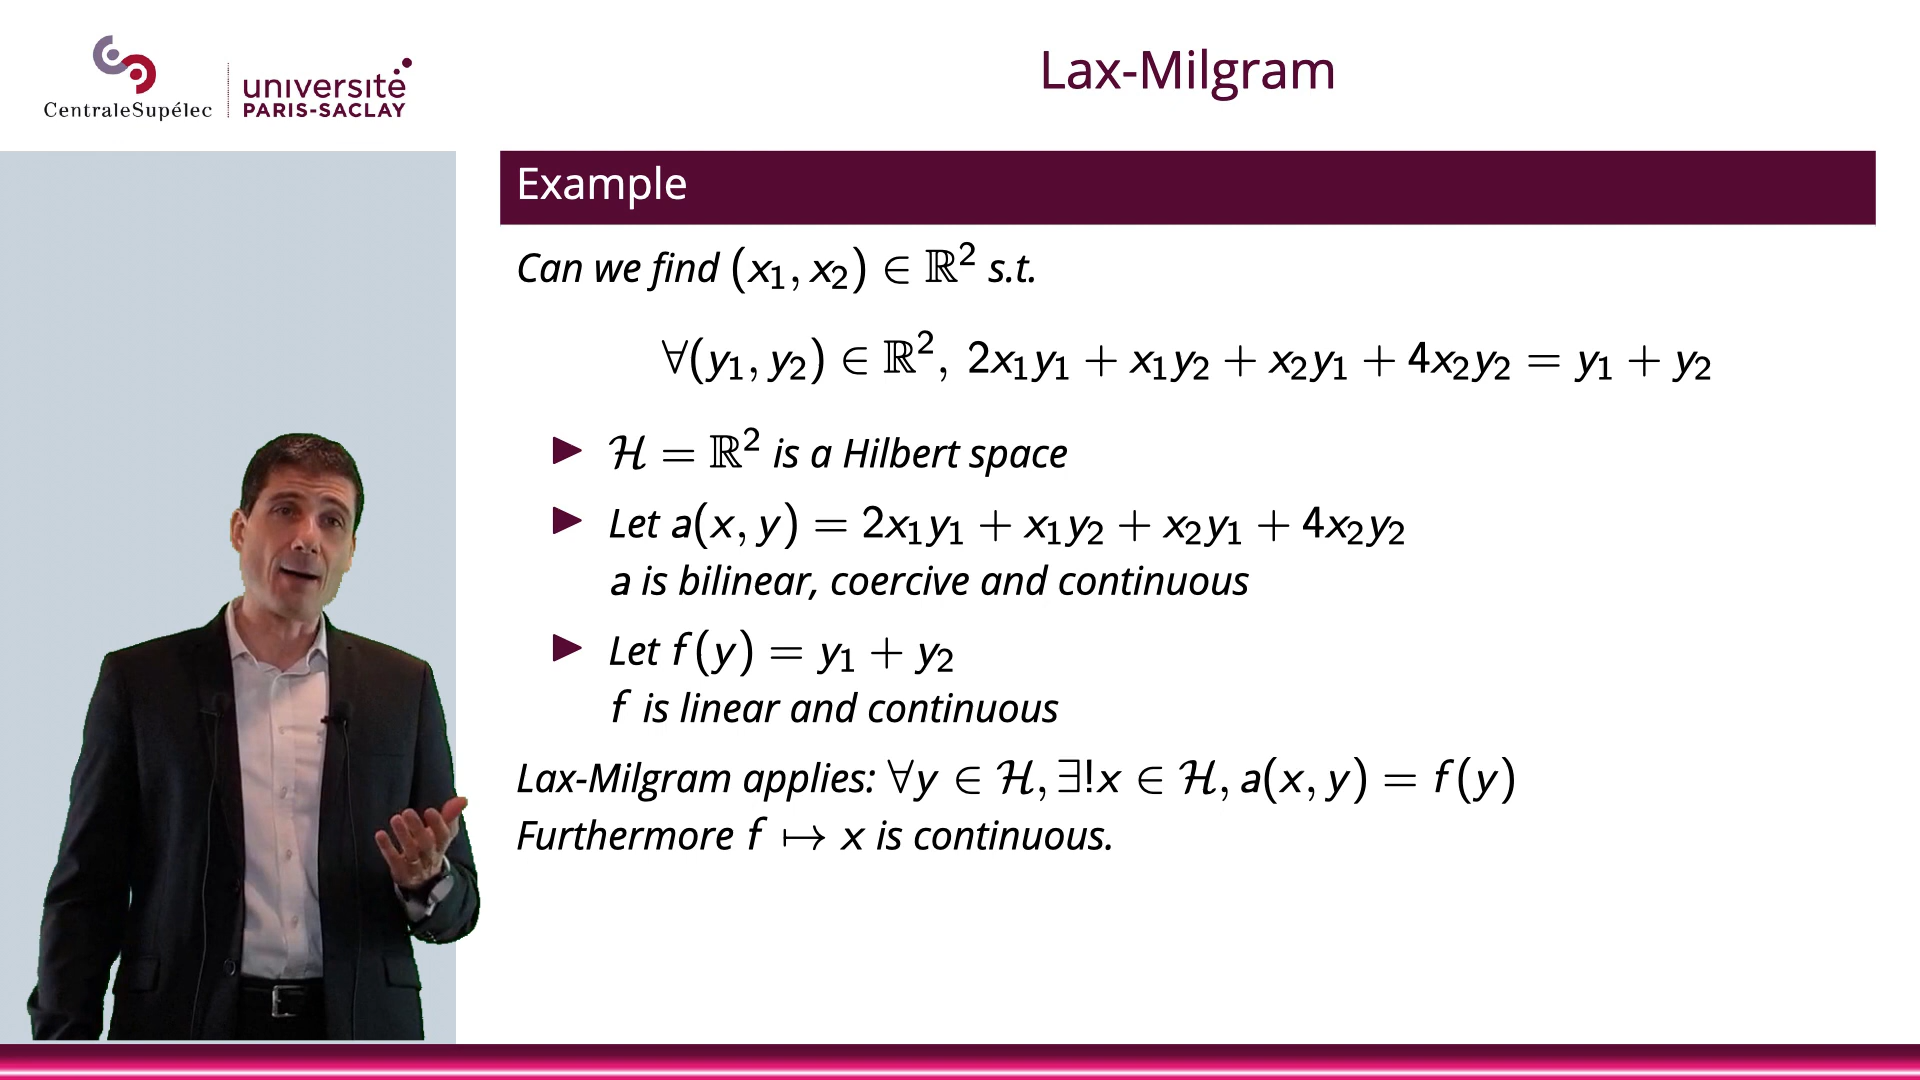 CentraleSupélec
université
PARIS-SACLAY
Lax-Milgram
Example
Can we find (x₁, x₂) ∈ ℝ² s.t.
∀(y₁, y₂) ∈ ℝ², 2x₁y₁ + x₁y₂ + x₂y₁ + 4x₂y₂ = y₁ + y₂
▶ ℋ = ℝ² is a Hilbert space
▶ Let a(x, y) = 2x₁y₁ + x₁y₂ + x₂y₁ + 4x₂y₂
a is bilinear, coercive and continuous
▶ Let f(y) = y₁ + y₂
f is linear and continuous
Lax-Milgram applies: ∀y ∈ ℋ, ∃!x ∈ ℋ, a(x, y) = f(y)
Furthermore f ↦ x is continuous.